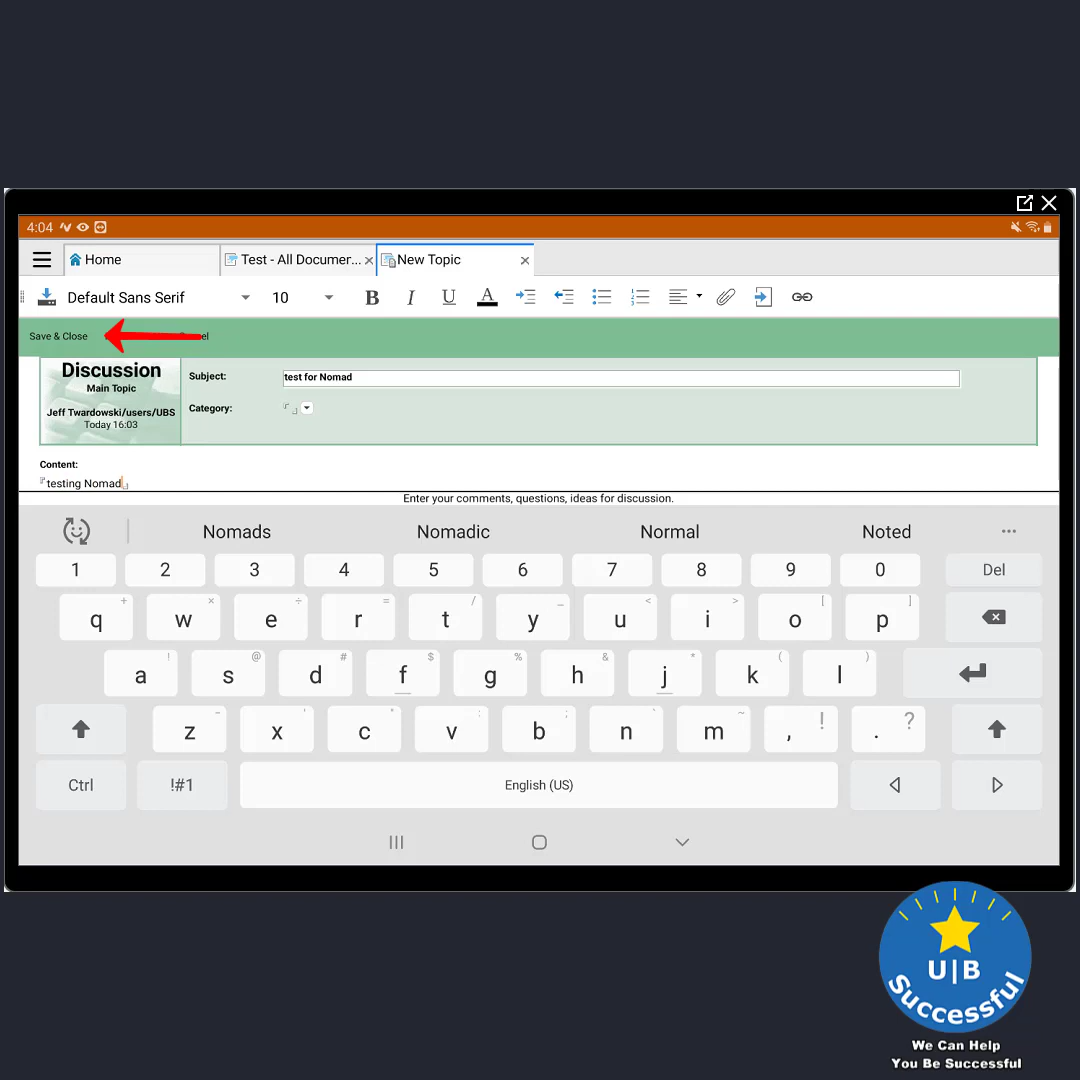 4:04
Home
Test - All Documer...
New Topic
Default Sans Serif
10
B I U A
Save & Close
Discussion
Main Topic
Jeff Twardowski/users/UBS
Today 16:03
Subject:
test for Nomad
Category:
Content:
testing Nomad
Enter your comments, questions, ideas for discussion.
Nomads Nomadic Normal Noted ...
1 2 3 4 5 6 7 8 9 0 Del
q w e r t y u i o p
a s d f g h j k l
z x c v b n m , ! . ?
Ctrl !#1 English (US)
U|B
Successful
We Can Help
You Be Successful